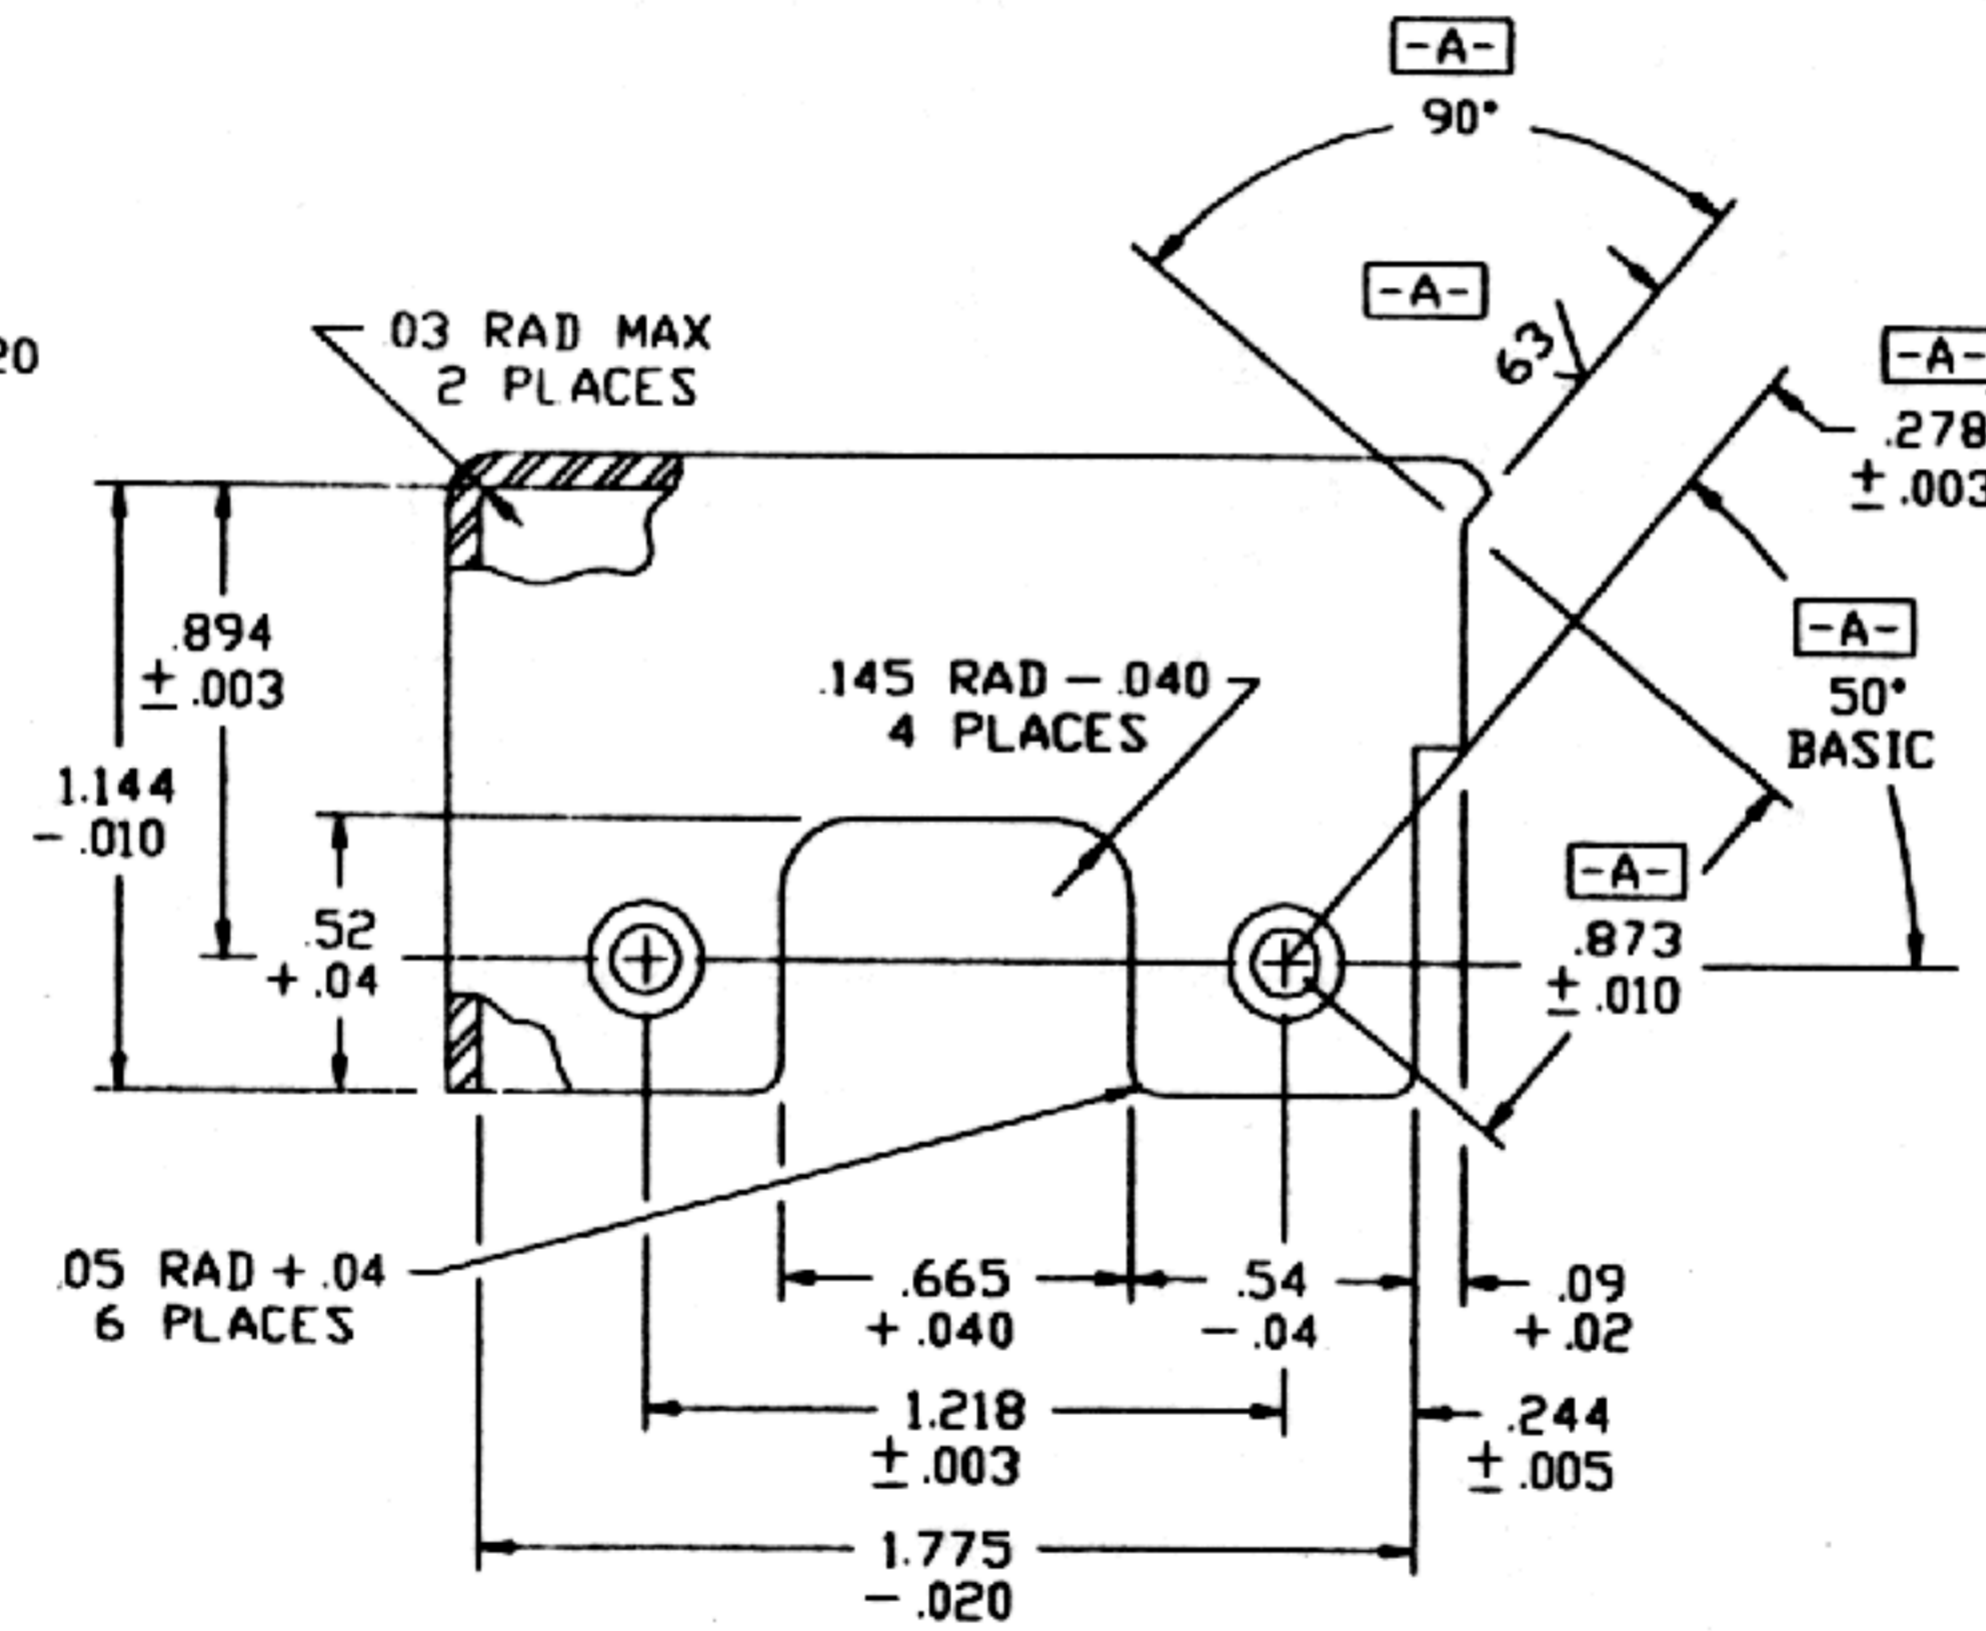 -A-
90°
-A-
63
.03 RAD MAX
2 PLACES
20
-A-
.278
± .003
.894
± .003
.145 RAD - .040
4 PLACES
-A-
50°
BASIC
1.144
- .010
-A-
.873
± .010
.52
+ .04
.05 RAD + .04
6 PLACES
.665
+ .040
.54
- .04
.09
+ .02
1.218
± .003
.244
± .005
1.775
- .020